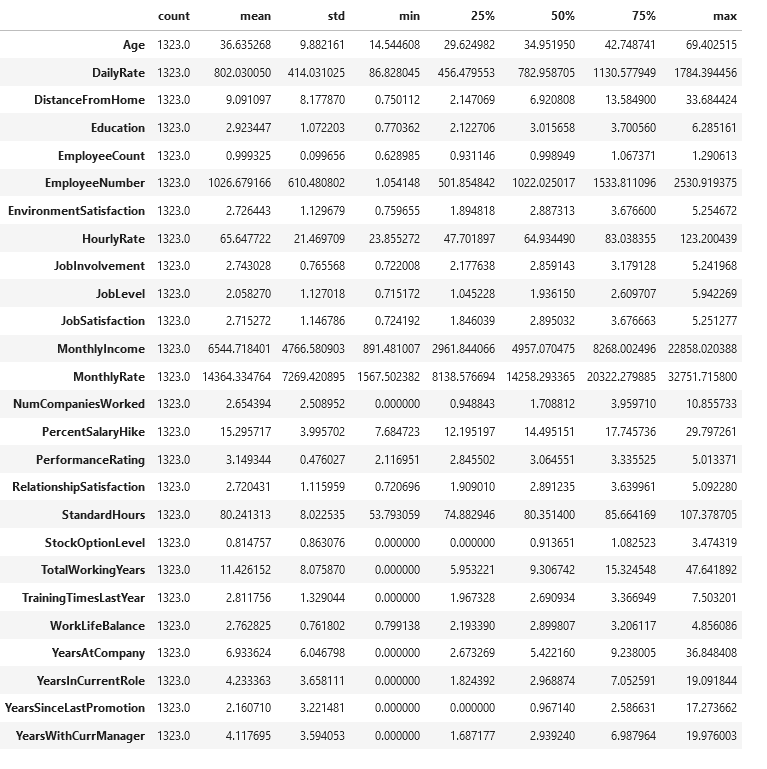 count mean std min 25% 50% 75% max
Age 1323.0 36.635268 9.882161 14.544608 29.624982 34.951950 42.748741 69.402515
DailyRate 1323.0 802.030050 414.031025 86.828045 456.479553 782.958705 1130.577949 1784.394456
DistanceFromHome 1323.0 9.091097 8.177870 0.750112 2.147069 6.920808 13.584900 33.684424
Education 1323.0 2.923447 1.072203 0.770362 2.122706 3.015658 3.700560 6.285161
EmployeeCount 1323.0 0.999325 0.099656 0.628985 0.931146 0.998949 1.067371 1.290613
EmployeeNumber 1323.0 1026.679166 610.480802 1.054148 501.854842 1022.025017 1533.811096 2530.919375
EnvironmentSatisfaction 1323.0 2.726443 1.129679 0.759655 1.894818 2.887313 3.676600 5.254672
HourlyRate 1323.0 65.647722 21.469709 23.855272 47.701897 64.934490 83.038355 123.200439
JobInvolvement 1323.0 2.743028 0.765568 0.722008 2.177638 2.859143 3.179128 5.241968
JobLevel 1323.0 2.058270 1.127018 0.715172 1.045228 1.936150 2.609707 5.942269
JobSatisfaction 1323.0 2.715272 1.146786 0.724192 1.846039 2.895032 3.676663 5.251277
MonthlyIncome 1323.0 6544.718401 4766.580903 891.481007 2961.844066 4957.070475 8268.002496 22858.020388
MonthlyRate 1323.0 14364.334764 7269.420895 1567.502382 8138.576694 14258.293365 20322.279885 32751.715800
NumCompaniesWorked 1323.0 2.654394 2.508952 0.000000 0.948843 1.708812 3.959710 10.855733
PercentSalaryHike 1323.0 15.295717 3.995702 7.684723 12.195197 14.495151 17.745736 29.797261
PerformanceRating 1323.0 3.149344 0.476027 2.116951 2.845502 3.064551 3.335525 5.013371
RelationshipSatisfaction 1323.0 2.720431 1.115959 0.720696 1.909010 2.891235 3.639961 5.092280
StandardHours 1323.0 80.241313 8.022535 53.793059 74.882946 80.351400 85.664169 107.378705
StockOptionLevel 1323.0 0.814757 0.863076 0.000000 0.000000 0.913651 1.082523 3.474319
TotalWorkingYears 1323.0 11.426152 8.075870 0.000000 5.953221 9.306742 15.324548 47.641892
TrainingTimesLastYear 1323.0 2.811756 1.329044 0.000000 1.967328 2.690934 3.366949 7.503201
WorkLifeBalance 1323.0 2.762825 0.761802 0.799138 2.193390 2.899807 3.206117 4.856086
YearsAtCompany 1323.0 6.933624 6.046798 0.000000 2.673269 5.422160 9.238005 36.848408
YearsInCurrentRole 1323.0 4.233363 3.658111 0.000000 1.824392 2.968874 7.052591 19.091844
YearsSinceLastPromotion 1323.0 2.160710 3.221481 0.000000 0.000000 0.967140 2.586631 17.273662
YearsWithCurrManager 1323.0 4.117695 3.594053 0.000000 1.687177 2.939240 6.987964 19.976003